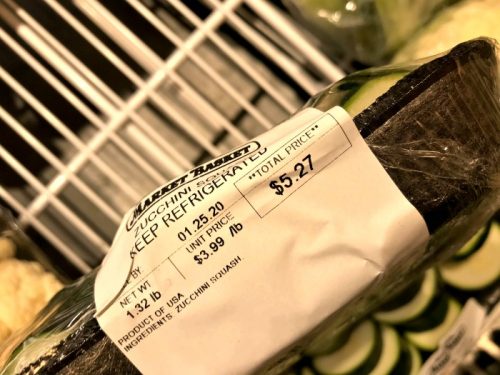 MARKET BASKET
ZUCCHINI
KEEP REFRIGERATED
BY 01.25.20
"TOTAL PRICE"
$5.27
NET WT
1.32 lb
UNIT PRICE
$3.99 /lb
PRODUCT OF USA
INGREDIENTS ZUCCHINI SQUASH